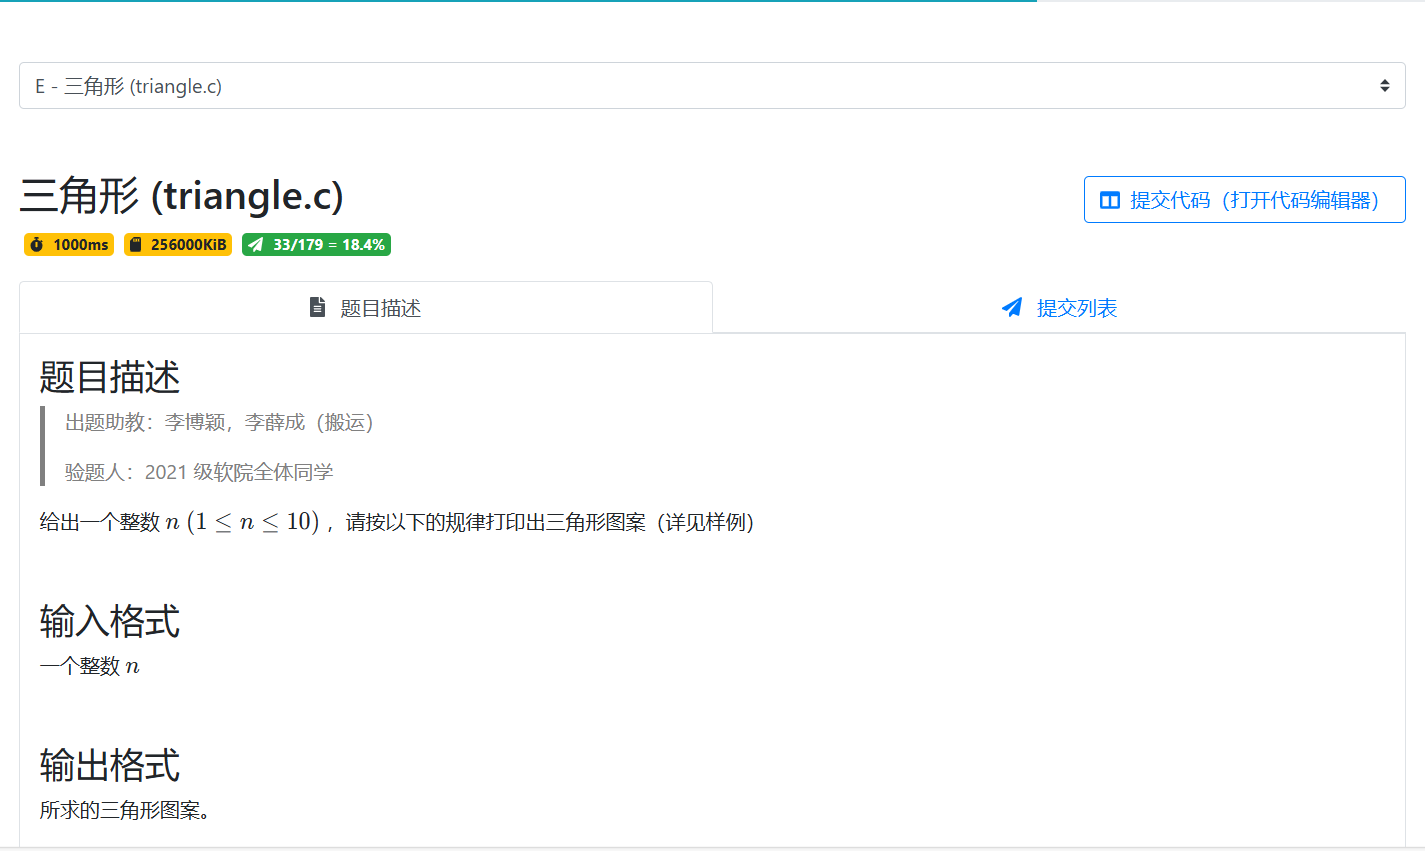 E - 三角形 (triangle.c)
三角形 (triangle.c)
提交代码（打开代码编辑器）
1000ms 256000KiB 33/179 = 18.4%
题目描述
提交列表
题目描述
出题助教：李博颖，李薛成（搬运）
验题人：2021 级软院全体同学
给出一个整数 n (1 ≤ n ≤ 10) ，请按以下的规律打印出三角形图案（详见样例）
输入格式
一个整数 n
输出格式
所求的三角形图案。